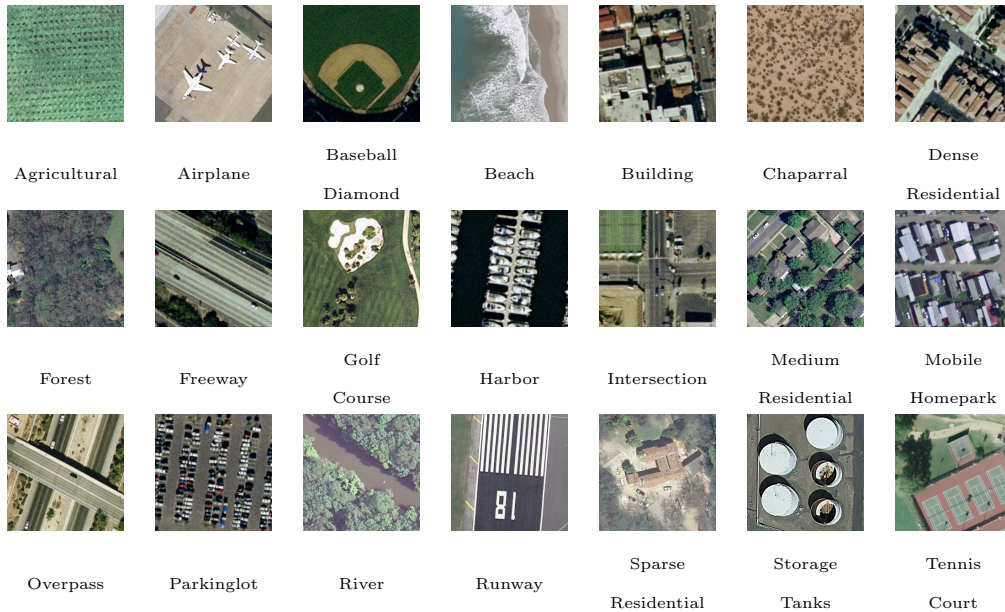 Agricultural
Airplane
Baseball
Diamond
Beach
Building
Chaparral
Dense
Residential
Forest
Freeway
Golf
Course
Harbor
Intersection
Medium
Residential
Mobile
Homepark
Overpass
Parkinglot
River
Runway
Sparse
Residential
Storage
Tanks
Tennis
Court